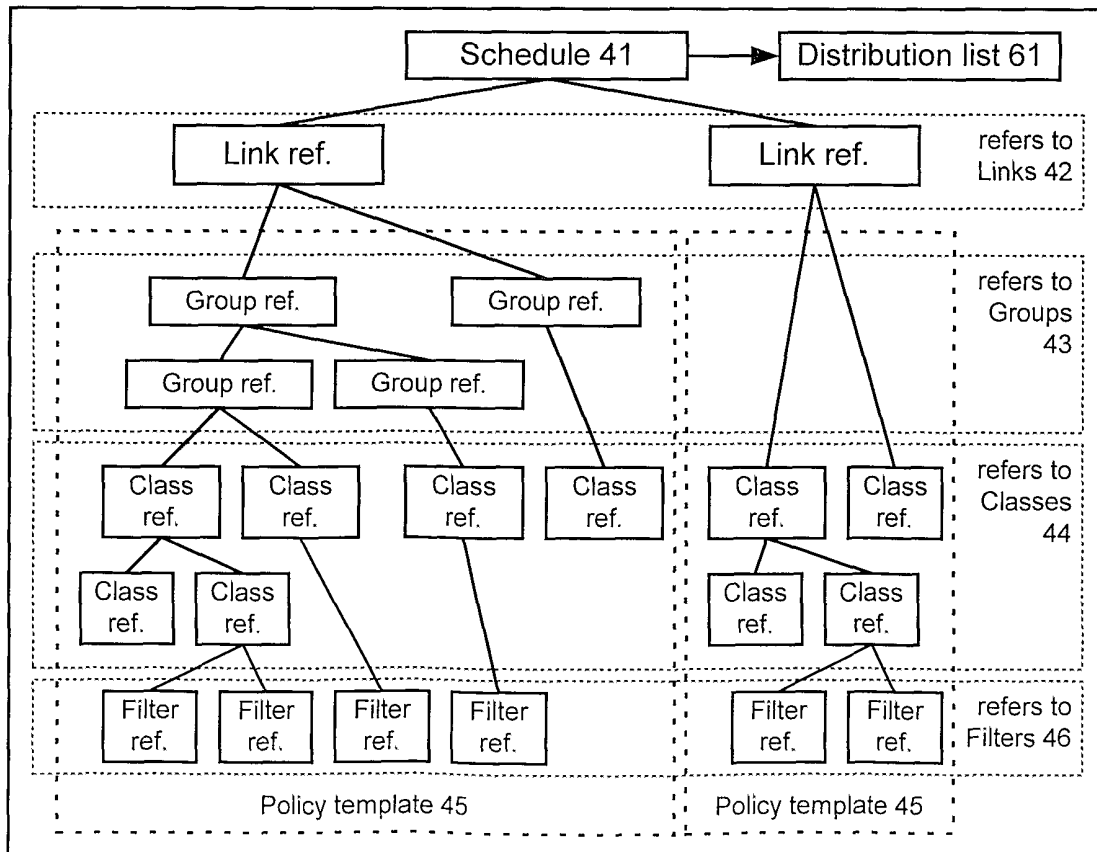 Schedule 41
Distribution list 61
Link ref.
Link ref.
refers to
Links 42
Group ref.
Group ref.
refers to
Groups
43
Group ref.
Group ref.
Class
ref.
Class
ref.
Class
ref.
Class
ref.
Class
ref.
Class
ref.
refers to
Classes
44
Class
ref.
Class
ref.
Class
ref.
Class
ref.
Filter
ref.
Filter
ref.
Filter
ref.
Filter
ref.
Filter
ref.
Filter
ref.
refers to
Filters 46
Policy template 45
Policy template 45